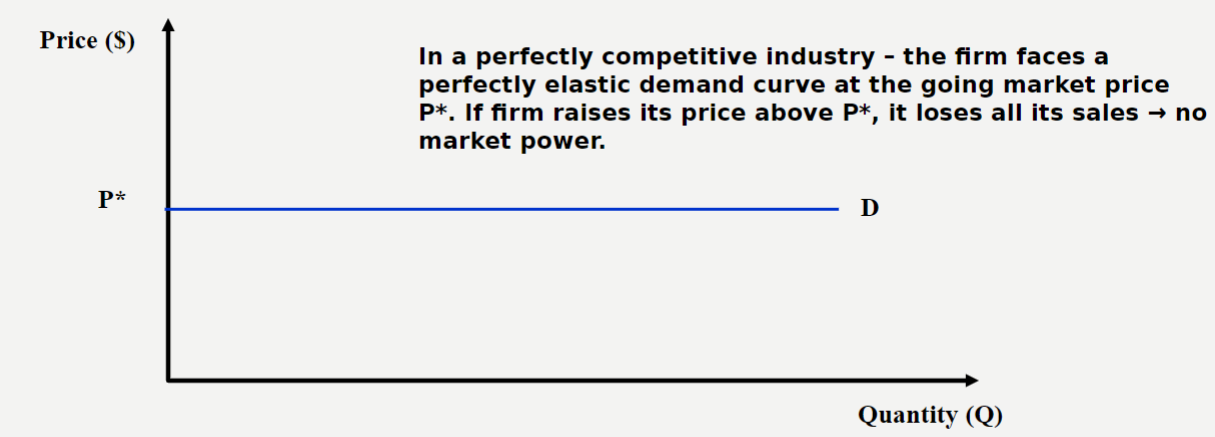 Price ($)
In a perfectly competitive industry – the firm faces a
perfectly elastic demand curve at the going market price
P*. If firm raises its price above P*, it loses all its sales → no
market power.
P*
D
Quantity (Q)